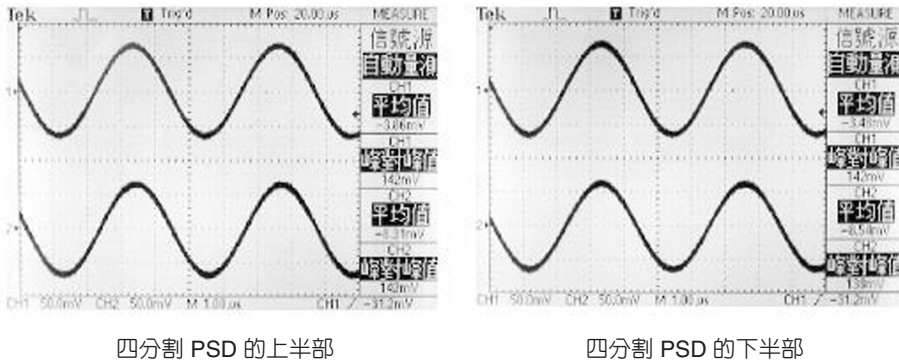 Tek Trig'd M Pos: 20.00us MEASURE
信號源
自動量測
CH1
平均值
-3.86mV
CH1
峰對峰值
142mV
CH2
平均值
CH2
峰對峰值
142mV
CH1 50.0mV CH2 50.0mV M 1.00us CH1 / -31.2mV
四分割 PSD 的上半部
Tek Trig'd M Pos: 20.00us MEASURE
信號源
自動量測
CH1
平均值
-3.48mV
CH1
峰對峰值
142mV
CH2
平均值
-8.54mV
CH2
峰對峰值
138mV
CH1 50.0mV CH2 50.0mV M 1.00us CH1 / -31.2mV
四分割 PSD 的下半部